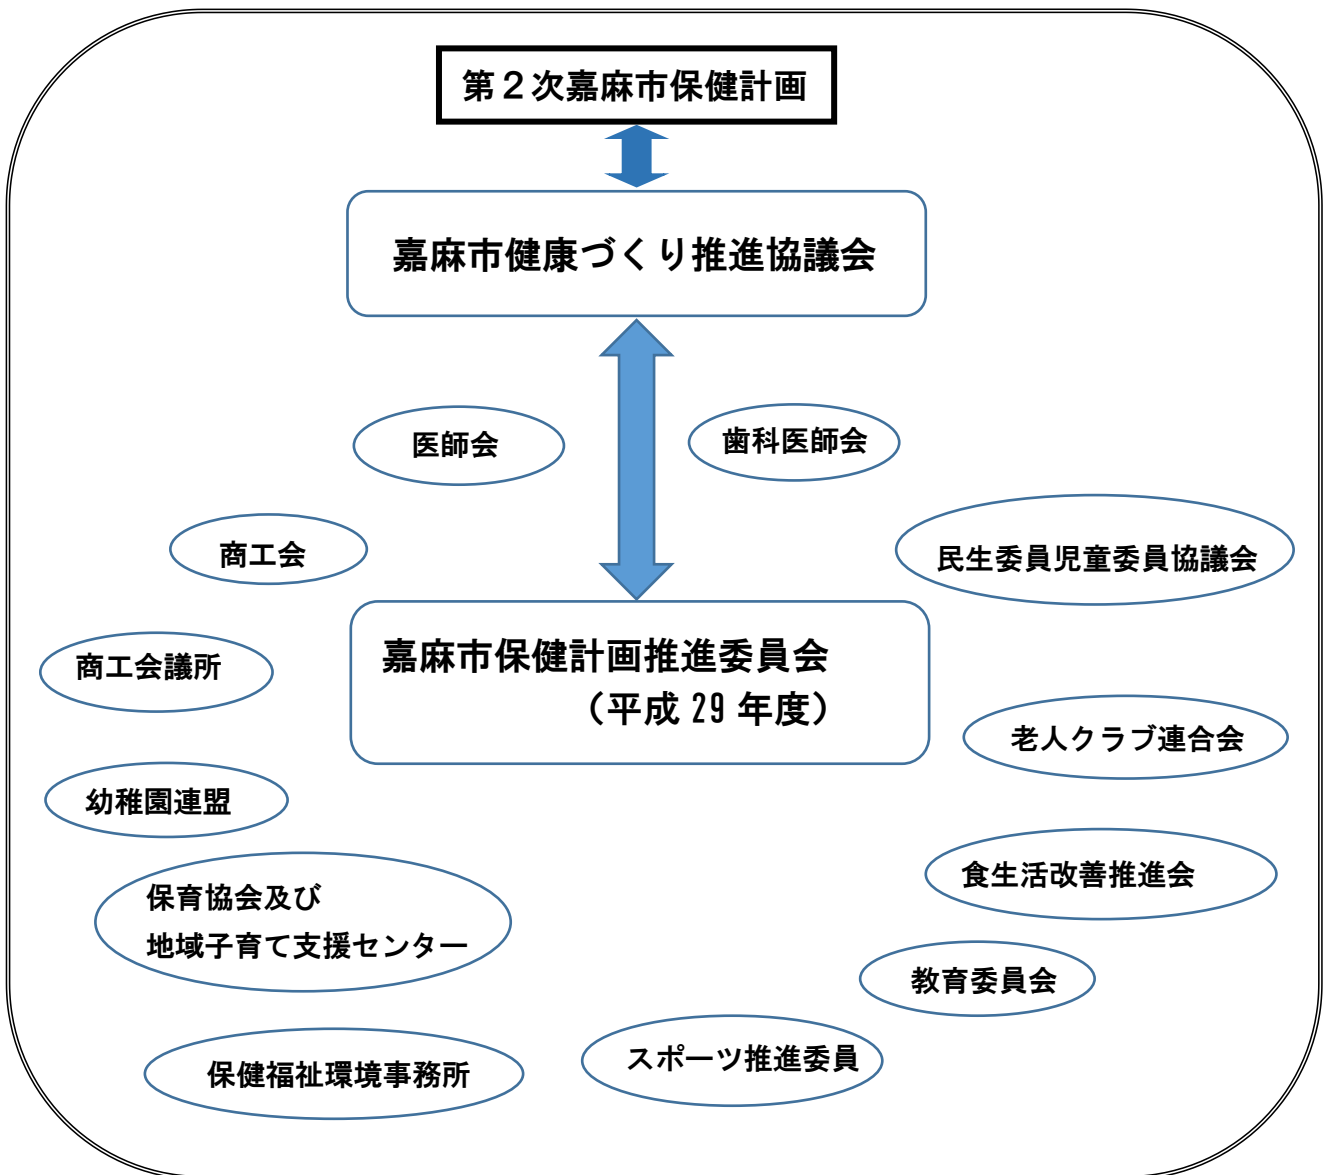 第２次嘉麻市保健計画
嘉麻市健康づくり推進協議会
医師会
歯科医師会
商工会
民生委員児童委員協議会
嘉麻市保健計画推進委員会
（平成 29 年度）
商工会議所
老人クラブ連合会
幼稚園連盟
食生活改善推進会
保育協会及び
地域子育て支援センター
教育委員会
スポーツ推進委員
保健福祉環境事務所